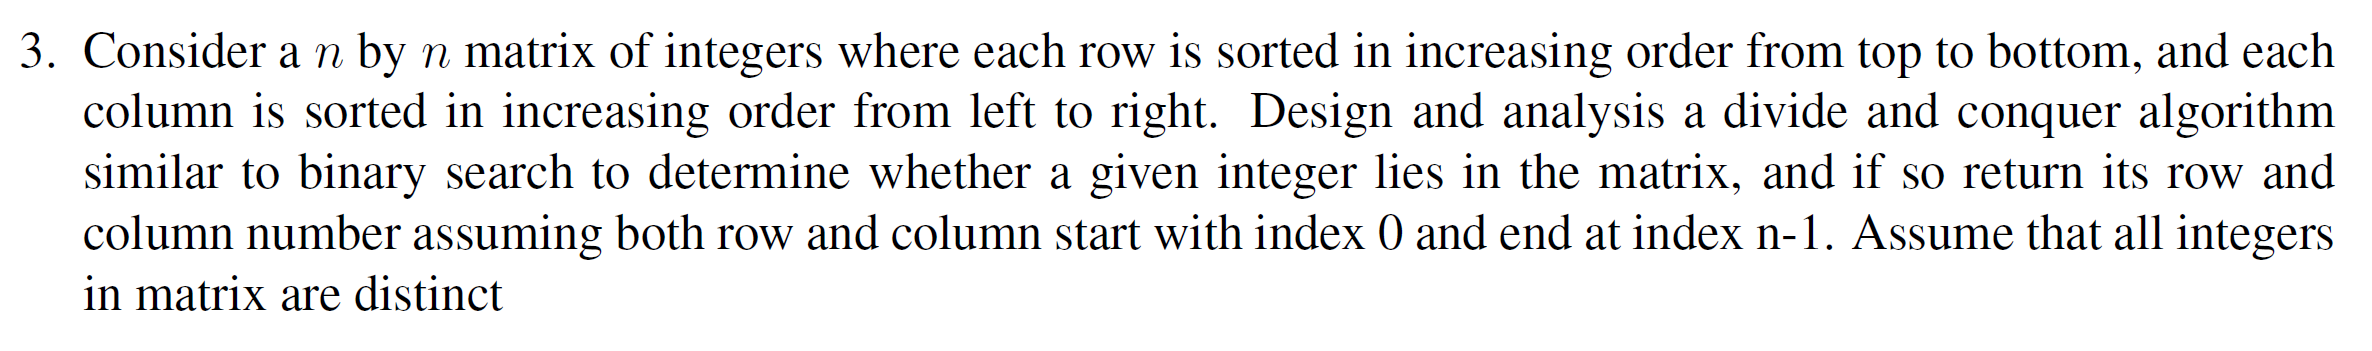 3. Consider a n by n matrix of integers where each row is sorted in increasing order from top to bottom, and each
column is sorted in increasing order from left to right. Design and analysis a divide and conquer algorithm
similar to binary search to determine whether a given integer lies in the matrix, and if so return its row and
column number assuming both row and column start with index 0 and end at index n-1. Assume that all integers
in matrix are distinct